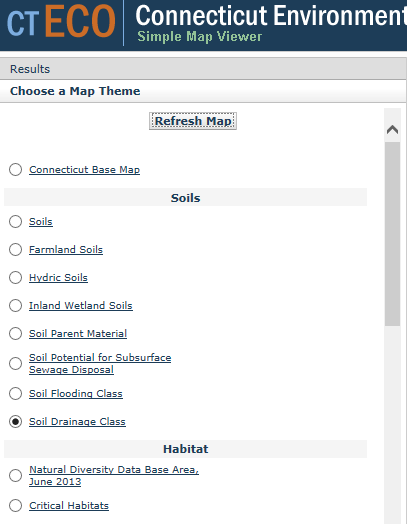 CT ECO Connecticut Environmen
Simple Map Viewer
Results
Choose a Map Theme
Refresh Map
Connecticut Base Map
Soils
Soils
Farmland Soils
Hydric Soils
Inland Wetland Soils
Soil Parent Material
Soil Potential for Subsurface
Sewage Disposal
Soil Flooding Class
Soil Drainage Class
Habitat
Natural Diversity Data Base Area,
June 2013
Critical Habitats